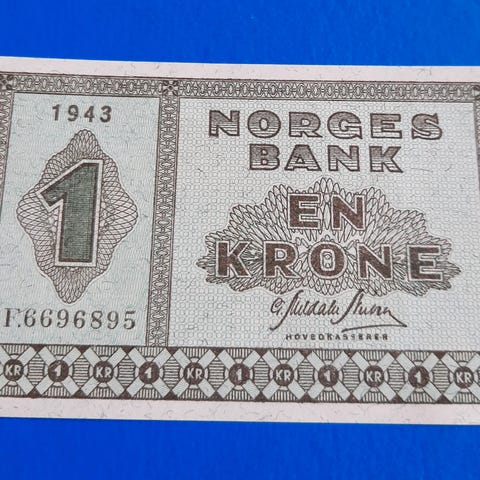 1943
1
F.6696895
NORGES
BANK
EN
KRONE
HOVEDKASSERER
KR 1 KR 1 KR 1 KR 1 KR 1 KR